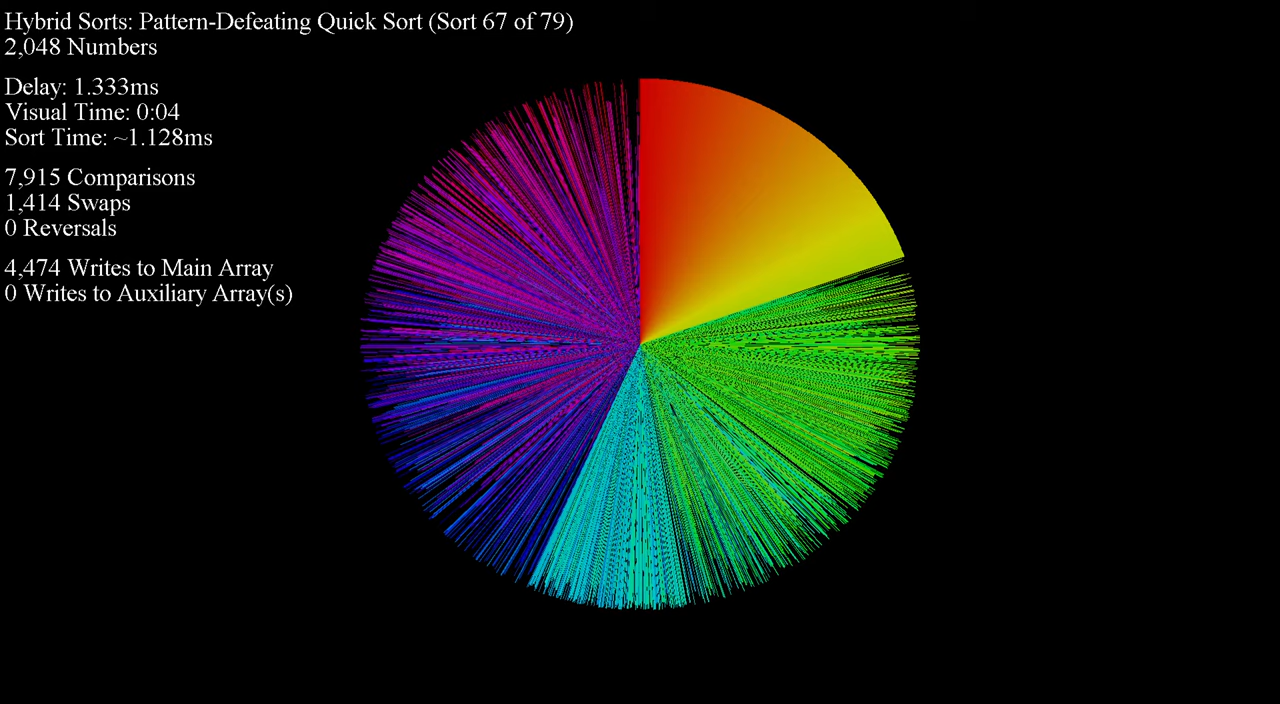 Hybrid Sorts: Pattern-Defeating Quick Sort (Sort 67 of 79)
2,048 Numbers
Delay: 1.333ms
Visual Time: 0:04
Sort Time: ~1.128ms
7,915 Comparisons
1,414 Swaps
0 Reversals
4,474 Writes to Main Array
0 Writes to Auxiliary Array(s)